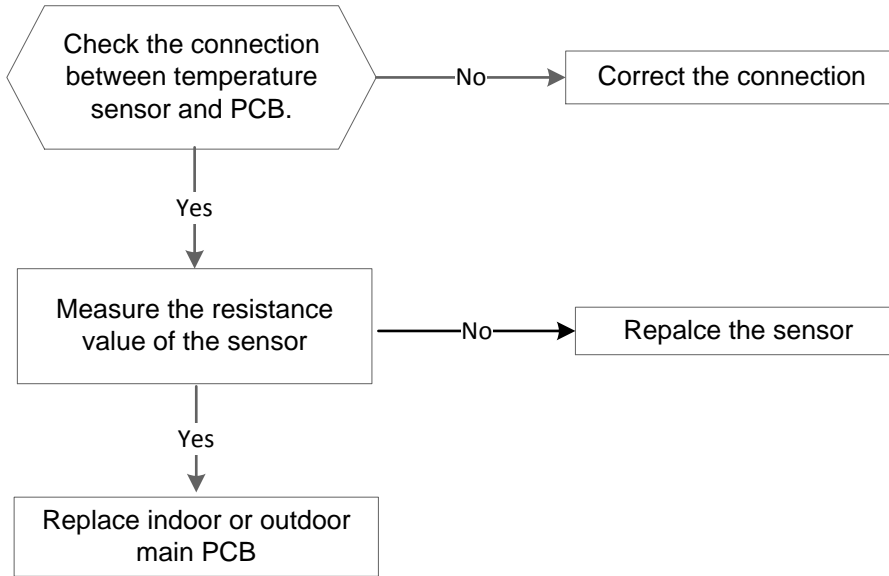 Check the connection
between temperature
sensor and PCB.
No
Correct the connection
Yes
Measure the resistance
value of the sensor
No
Repalce the sensor
Yes
Replace indoor or outdoor
main PCB